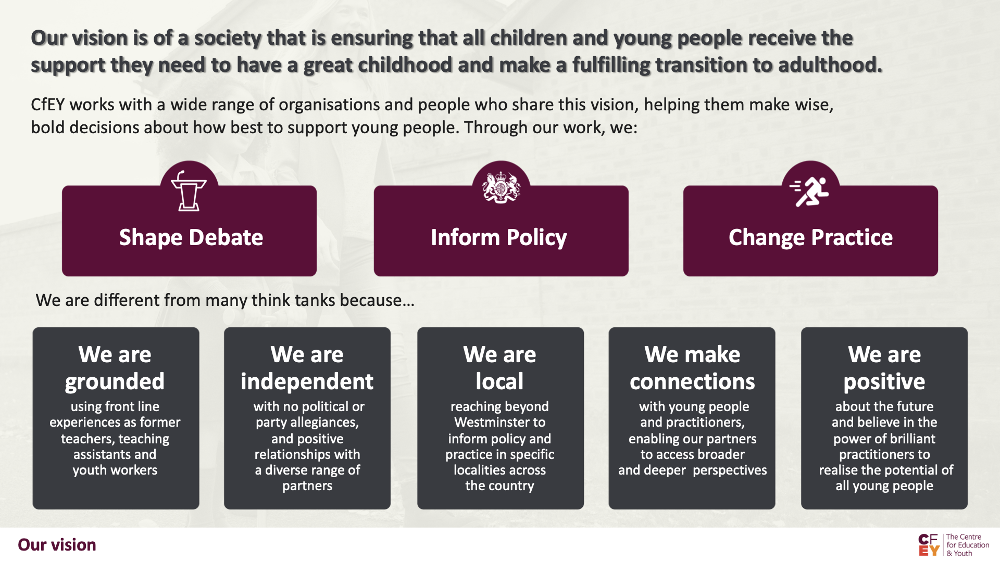 Our vision is of a society that is ensuring that all children and young people receive the
support they need to have a great childhood and make a fulfilling transition to adulthood.
CfEY works with a wide range of organisations and people who share this vision, helping them make wise,
bold decisions about how best to support young people. Through our work, we:
Shape Debate
Inform Policy
Change Practice
We are different from many think tanks because...
We are
grounded
using front line
experiences as former
teachers, teaching
assistants and
youth workers
We are
independent
with no political or
party allegiances,
and positive
relationships with
a diverse range of
partners
We are
local
reaching beyond
Westminster to
inform policy and
practice in specific
localities across
the country
We make
connections
with young people
and practitioners,
enabling our partners
to access broader
and deeper  perspectives
We are
positive
about the future
and believe in the
power of brilliant
practitioners to
realise the potential of
all young people
Our vision
CF
EY
The Centre
for Education
& Youth